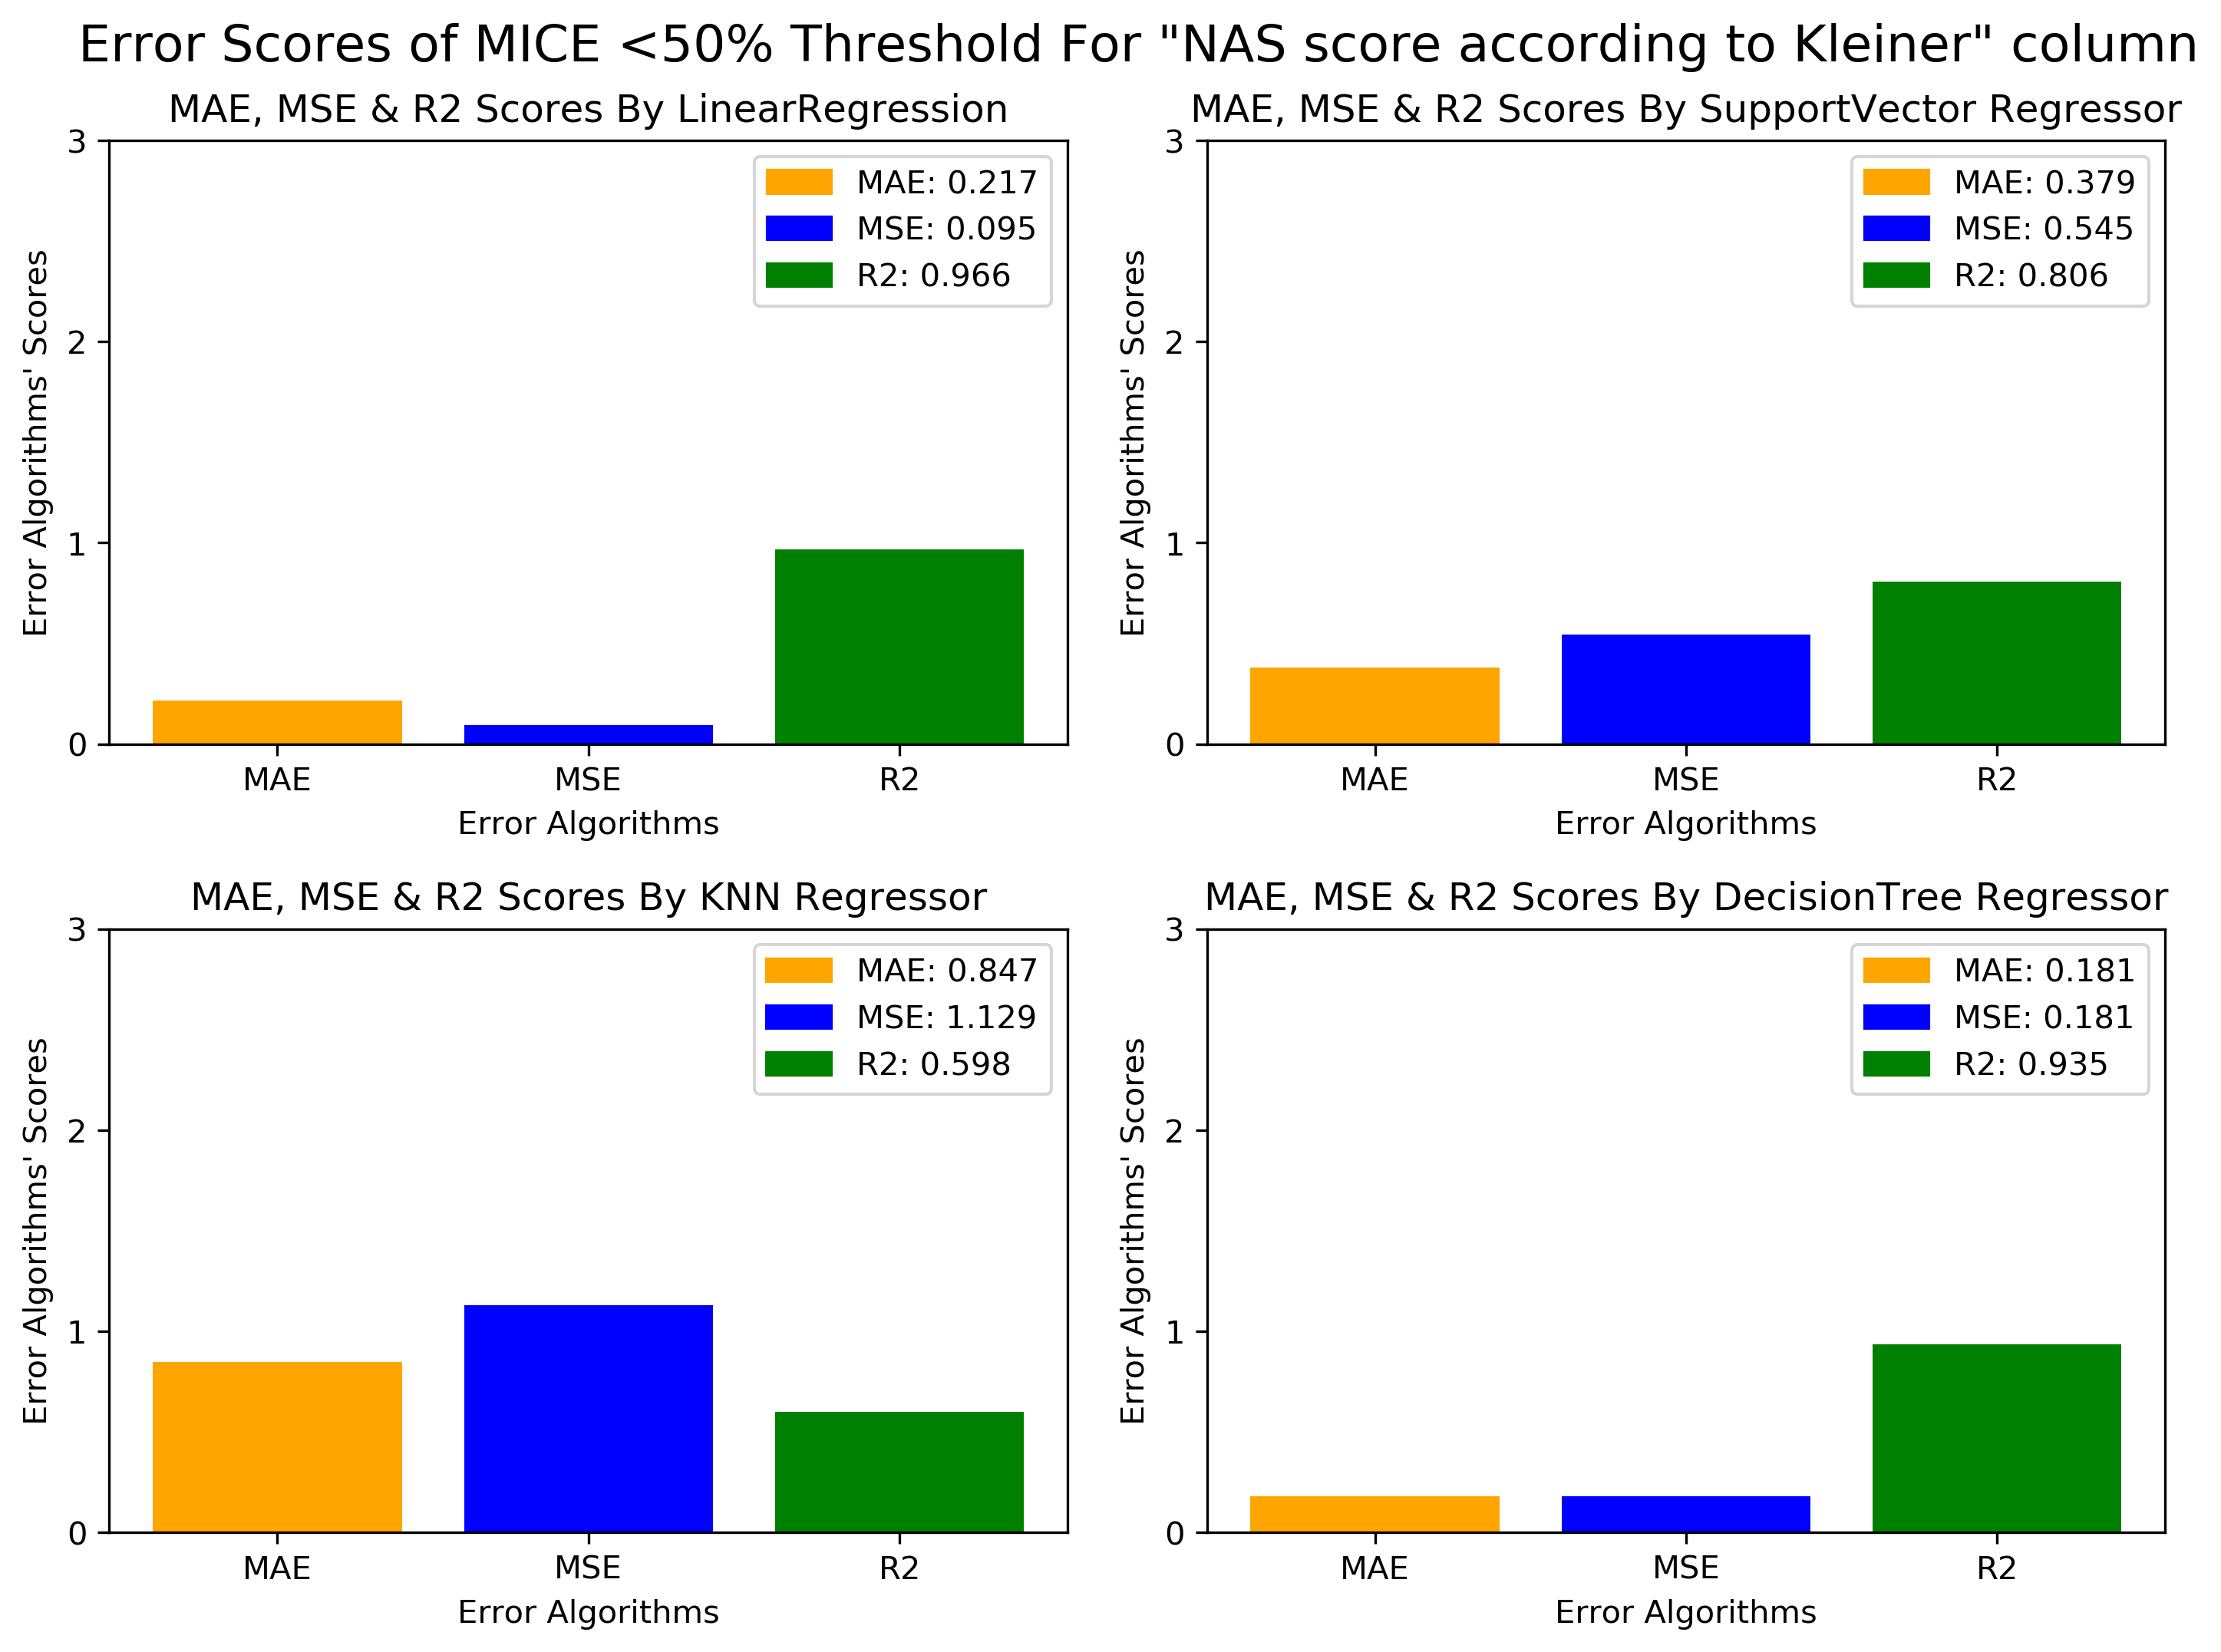 Error Scores of MICE <50% Threshold For "NAS score according to Kleiner" column
MAE, MSE & R2 Scores By LinearRegression
3
2
1
0
Error Algorithms' Scores
MAE: 0.217
MSE: 0.095
R2: 0.966
MAE
MSE
R2
Error Algorithms
MAE, MSE & R2 Scores By SupportVector Regressor
3
2
1
0
Error Algorithms' Scores
MAE: 0.379
MSE: 0.545
R2: 0.806
MAE
MSE
R2
Error Algorithms
MAE, MSE & R2 Scores By KNN Regressor
3
2
1
0
Error Algorithms' Scores
MAE: 0.847
MSE: 1.129
R2: 0.598
MAE
MSE
R2
Error Algorithms
MAE, MSE & R2 Scores By DecisionTree Regressor
3
2
1
0
Error Algorithms' Scores
MAE: 0.181
MSE: 0.181
R2: 0.935
MAE
MSE
R2
Error Algorithms